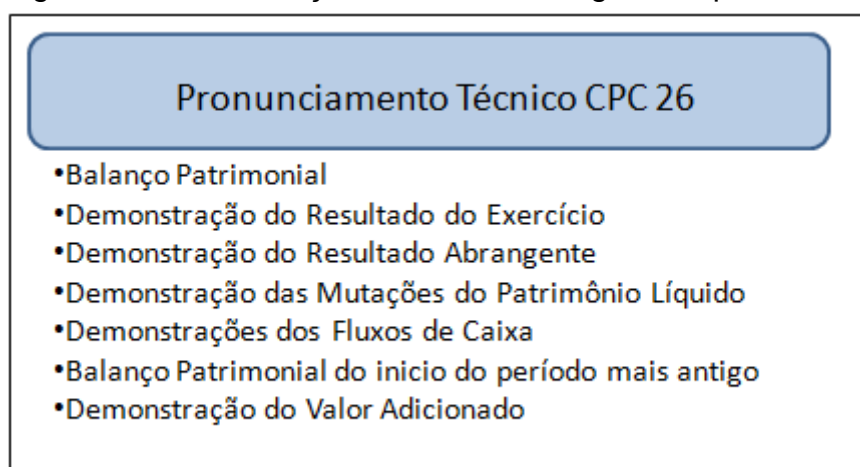 Pronunciamento Técnico CPC 26
•Balanço Patrimonial
•Demonstração do Resultado do Exercício
•Demonstração do Resultado Abrangente
•Demonstração das Mutações do Patrimônio Líquido
•Demonstrações dos Fluxos de Caixa
•Balanço Patrimonial do inicio do período mais antigo
•Demonstração do Valor Adicionado